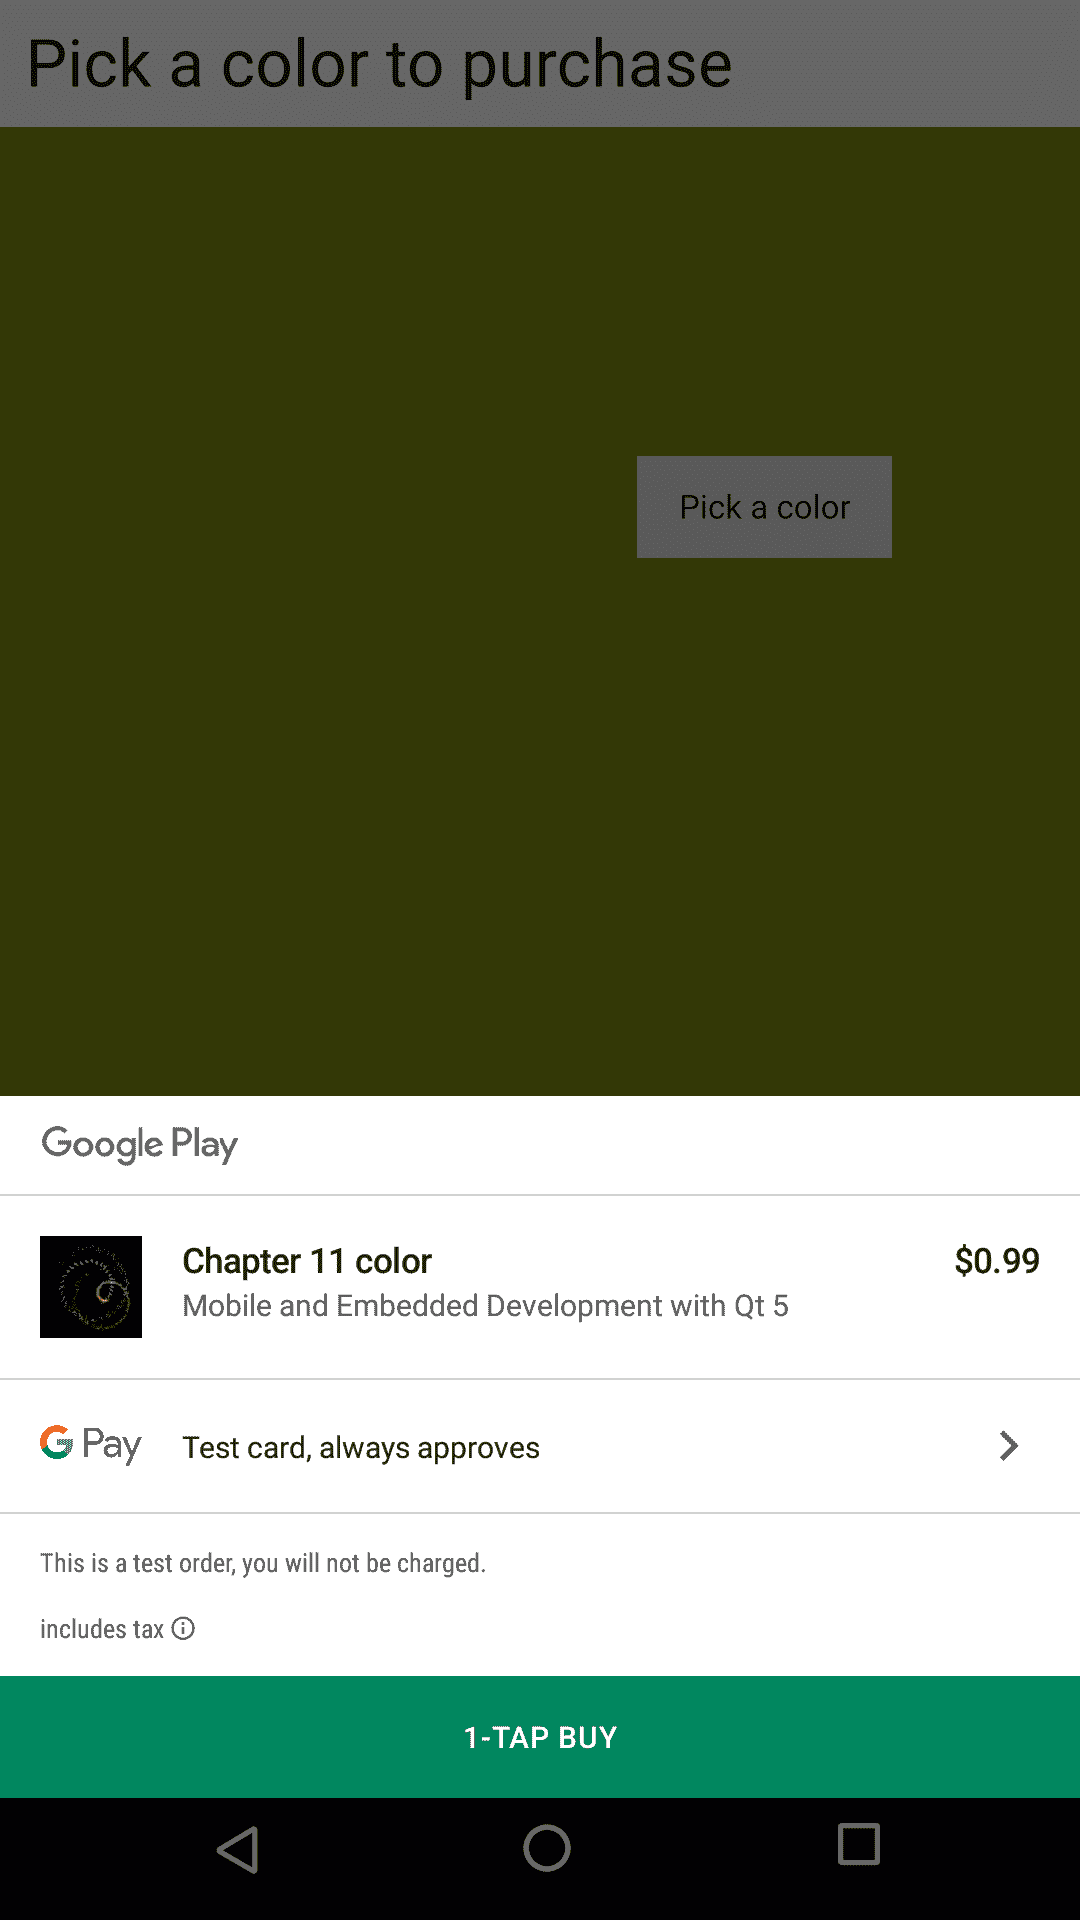 Pick a color to purchase
Pick a color
Google Play
Chapter 11 color
$0.99
Mobile and Embedded Development with Qt 5
G Pay
Test card, always approves
This is a test order, you will not be charged.
includes tax
1-TAP BUY